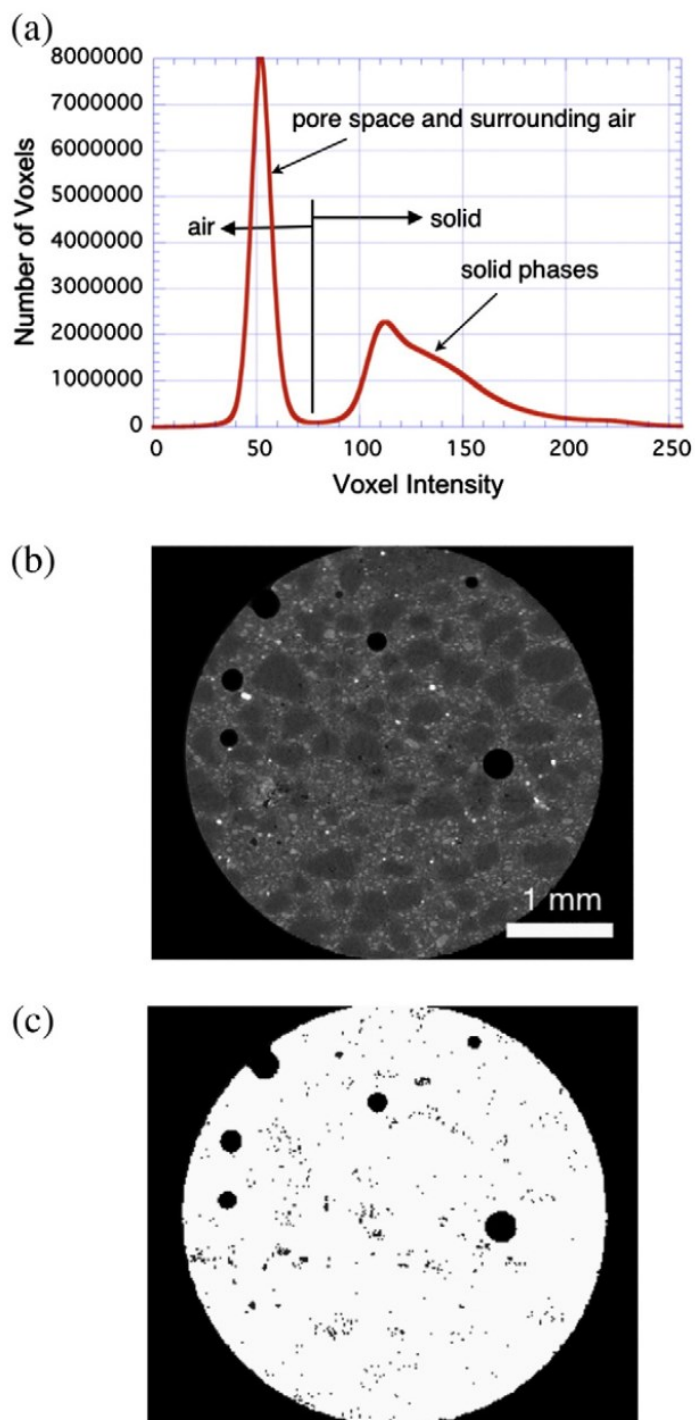 (a)
8000000
7000000
6000000
5000000
4000000
3000000
2000000
1000000
0
Number of Voxels
pore space and surrounding air
air
solid
solid phases
0 50 100 150 200 250
Voxel Intensity
(b)
1 mm
(c)